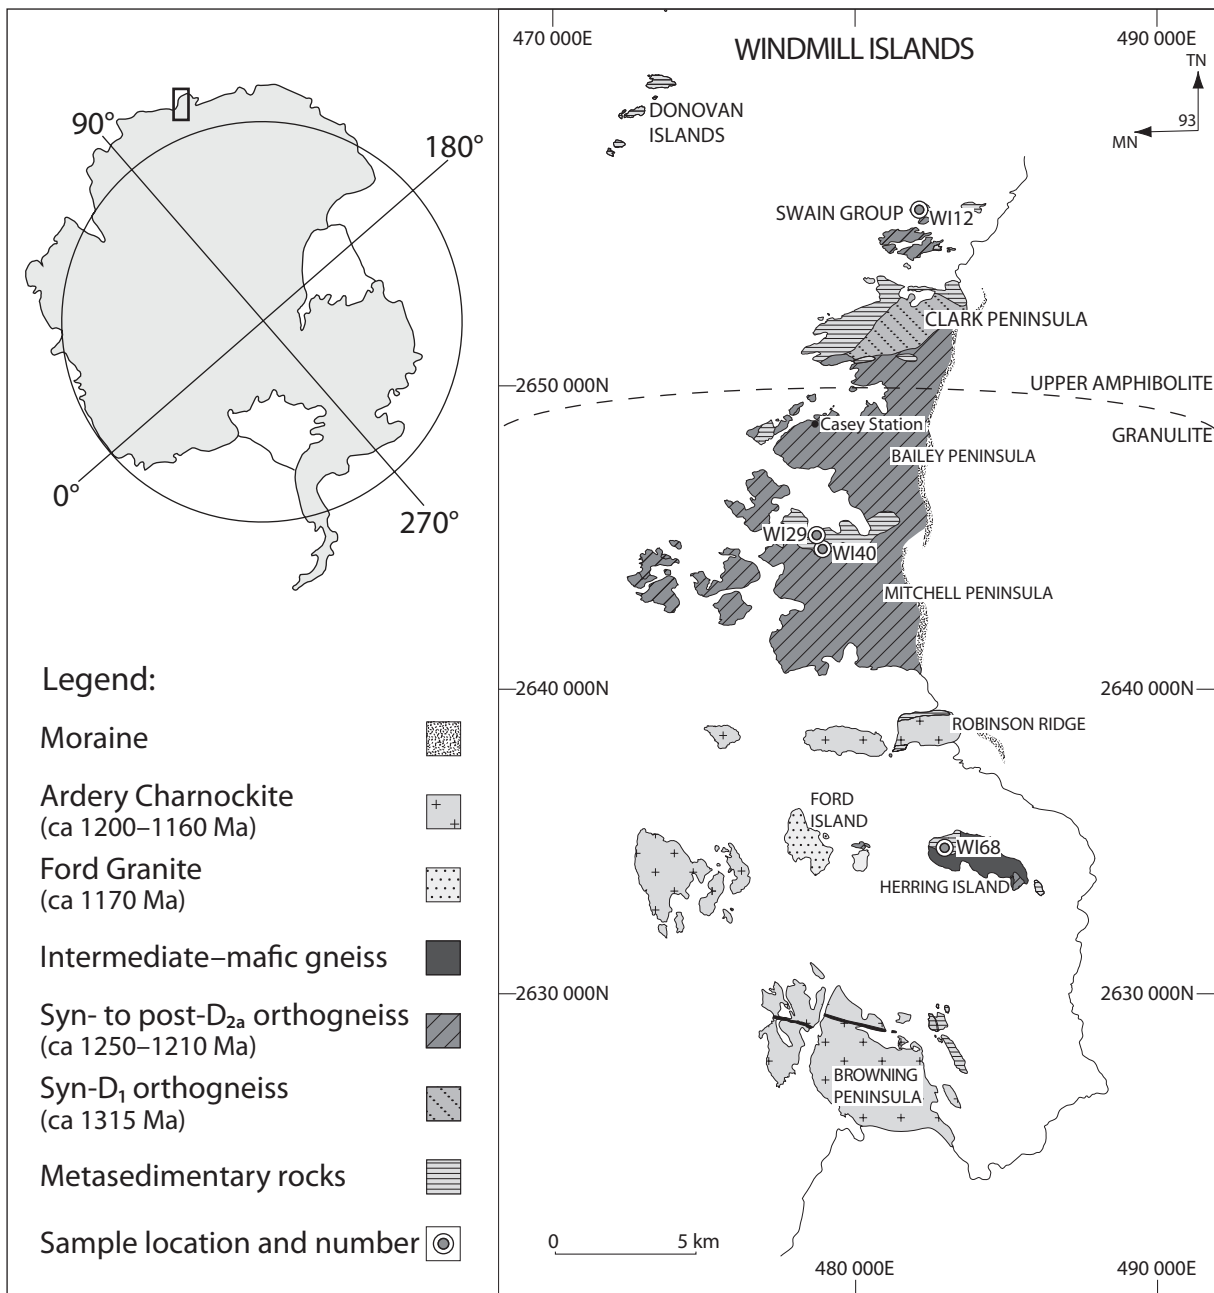 90°
180°
0°
270°
Legend:
Moraine
Ardery Charnockite
(ca 1200–1160 Ma)
Ford Granite
(ca 1170 Ma)
Intermediate–mafic gneiss
Syn- to post-D₂ₐ orthogneiss
(ca 1250–1210 Ma)
Syn-D₁ orthogneiss
(ca 1315 Ma)
Metasedimentary rocks
Sample location and number
470 000E
490 000E
WINDMILL ISLANDS
TN
93
MN
DONOVAN
ISLANDS
SWAIN GROUP
WI12
CLARK PENINSULA
2650 000N
UPPER AMPHIBOLITE
GRANULITE
Casey Station
BAILEY PENINSULA
WI29
WI40
MITCHELL PENINSULA
2640 000N
2640 000N
ROBINSON RIDGE
FORD
ISLAND
WI68
HERRING ISLAND
2630 000N
2630 000N
BROWNING
PENINSULA
0
5 km
480 000E
490 000E